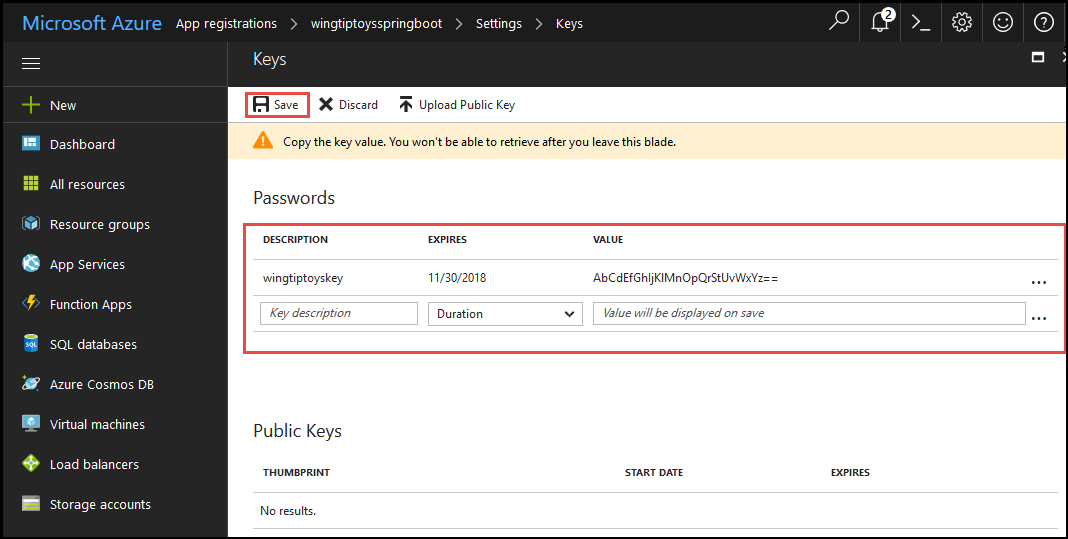 Microsoft Azure App registrations > wingtiptoysspringboot > Settings > Keys
2
Keys
Save Discard Upload Public Key
Copy the key value. You won't be able to retrieve after you leave this blade.
New
Dashboard
All resources
Resource groups
App Services
Function Apps
SQL databases
Azure Cosmos DB
Virtual machines
Load balancers
Storage accounts
Passwords
DESCRIPTION EXPIRES VALUE
wingtiptoyskey 11/30/2018 AbCdEfGhIjKlMnOpQrStUvWxYz== ...
Key description Duration Value will be displayed on save ...
Public Keys
THUMBPRINT START DATE EXPIRES
No results.